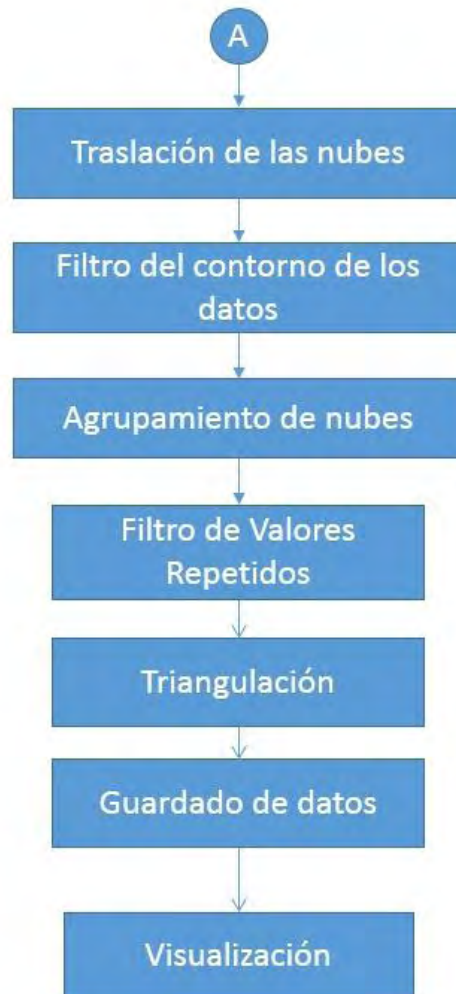 A
Traslación de las nubes
Filtro del contorno de los
datos
Agrupamiento de nubes
Filtro de Valores
Repetidos
Triangulación
Guardado de datos
Visualización